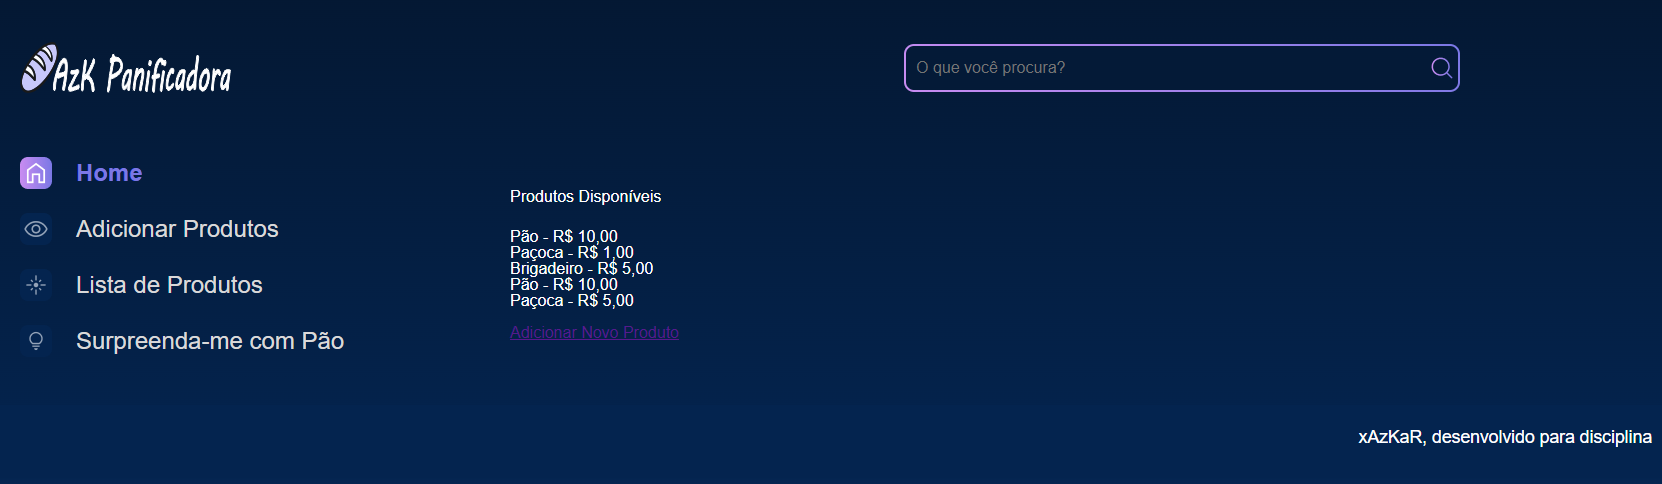 AzK Panificadora
O que você procura?
Home
Adicionar Produtos
Lista de Produtos
Surpreenda-me com Pão
Produtos Disponíveis
Pão - R$ 10,00
Paçoca - R$ 1,00
Brigadeiro - R$ 5,00
Pão - R$ 10,00
Paçoca - R$ 5,00
Adicionar Novo Produto
xAzKaR, desenvolvido para disciplina